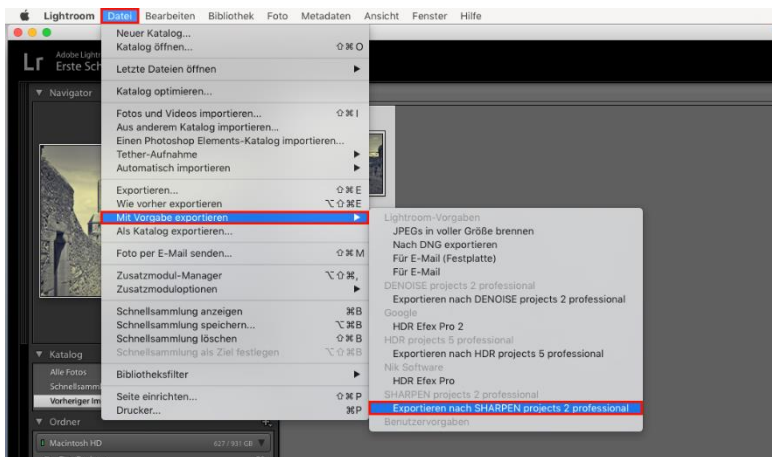 Lightroom Datei Bearbeiten Bibliothek Foto Metadaten Ansicht Fenster Hilfe
Neuer Katalog...
Katalog öffnen... ⇧⌘O
Letzte Dateien öffnen ▶
Katalog optimieren...
Fotos und Videos importieren... ⇧⌘I
Aus anderem Katalog importieren...
Einen Photoshop Elements-Katalog importieren...
Tether-Aufnahme ▶
Automatisch importieren ▶
Exportieren... ⇧⌘E
Wie vorher exportieren ⌥⇧⌘E
Mit Vorgabe exportieren ▶
Als Katalog exportieren...
Foto per E-Mail senden... ⇧⌘M
Zusatzmodul-Manager ⌥⇧⌘,
Zusatzmoduloptionen ▶
Schnellsammlung anzeigen ⌘B
Schnellsammlung speichern... ⌥⌘B
Schnellsammlung löschen ⇧⌘B
Schnellsammlung als Ziel festlegen ⌥⇧⌘B
Bibliotheksfilter ▶
Seite einrichten... ⇧⌘P
Drucker... ⌘P
Lightroom-Vorgaben
JPEGs in voller Größe brennen
Nach DNG exportieren
Für E-Mail (Festplatte)
Für E-Mail
DENOISE projects 2 professional
Exportieren nach DENOISE projects 2 professional
Google
HDR Efex Pro 2
HDR projects 5 professional
Exportieren nach HDR projects 5 professional
Nik Software
HDR Efex Pro
SHARPEN projects 2 professional
Exportieren nach SHARPEN projects 2 professional
Benutzervorgaben
Lr
Adobe
Erste
Navigator
Katalog
Alle Fotos
Vorheriger
Ordner
Macintosh HD 627 / 931 GB